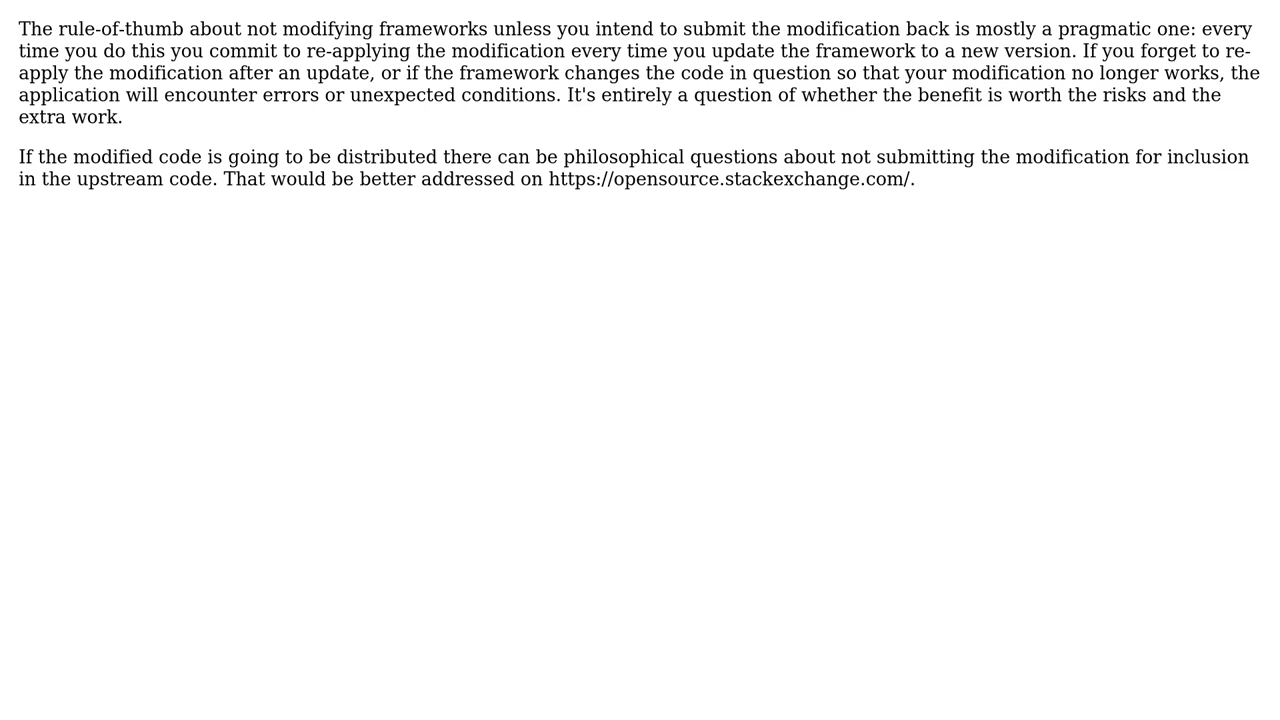 The rule-of-thumb about not modifying frameworks unless you intend to submit the modification back is mostly a pragmatic one: every
time you do this you commit to re-applying the modification every time you update the framework to a new version. If you forget to re-
apply the modification after an update, or if the framework changes the code in question so that your modification no longer works, the
application will encounter errors or unexpected conditions. It's entirely a question of whether the benefit is worth the risks and the
extra work.
If the modified code is going to be distributed there can be philosophical questions about not submitting the modification for inclusion
in the upstream code. That would be better addressed on https://opensource.stackexchange.com/.